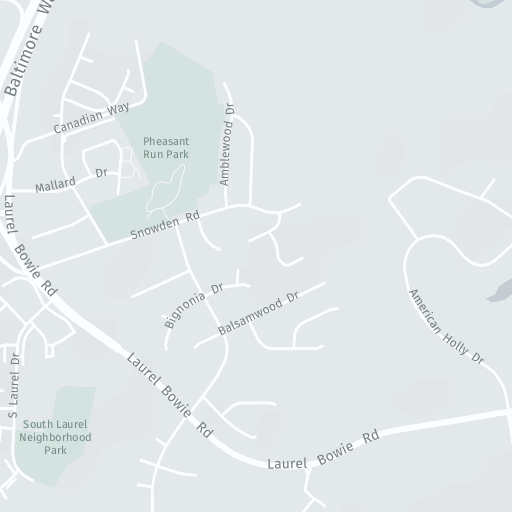 Baltimore Wa
Canadian Way
Pheasant
Run Park
Amblewood Dr
Mallard Dr
Snowden Rd
Laurel Bowie Rd
Bignonia Dr
Balsamwood Dr
American Holly Dr
S Laurel Dr
Laurel Bowie Rd
South Laurel
Neighborhood
Park
Laurel Bowie Rd